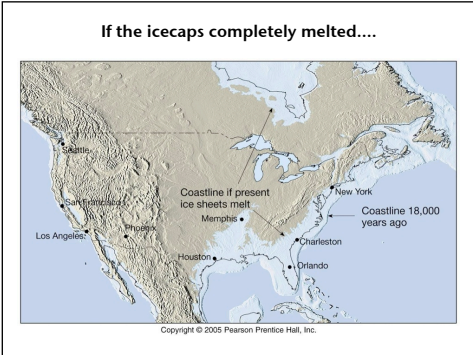 If the icecaps completely melted....
Seattle
San Francisco
Los Angeles
Phoenix
Coastline if present
ice sheets melt
Memphis
Houston
New York
Coastline 18,000
years ago
Charleston
Orlando
Copyright © 2005 Pearson Prentice Hall, Inc.